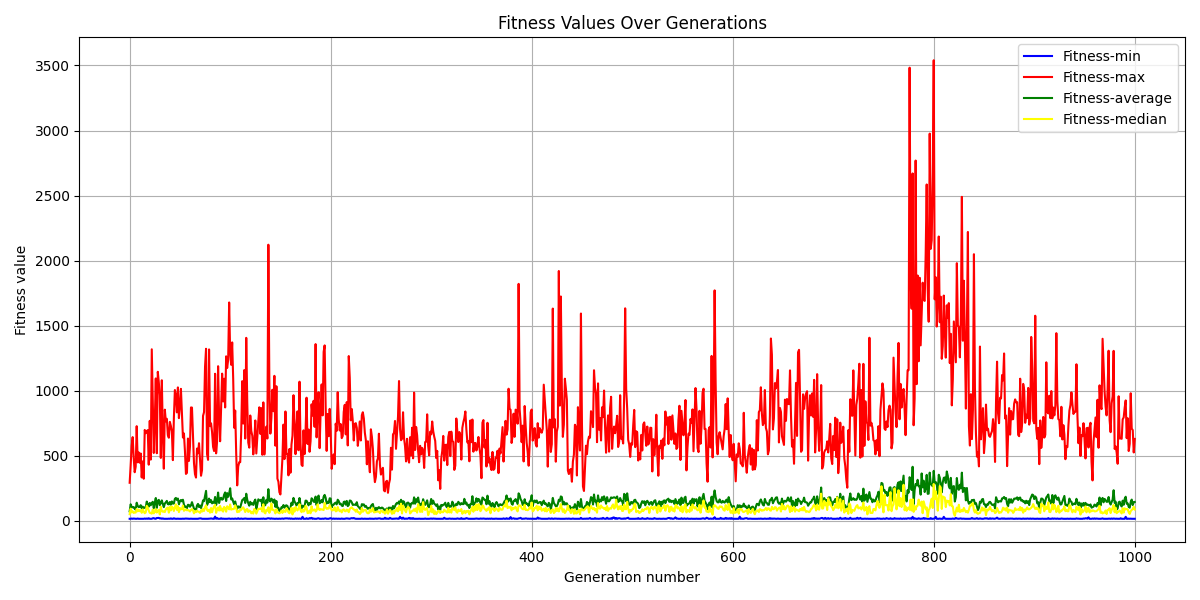 Fitness Values Over Generations
Fitness value
3500
3000
2500
2000
1500
1000
500
0
Fitness-min
Fitness-max
Fitness-average
Fitness-median
0
200
400
600
800
1000
Generation number